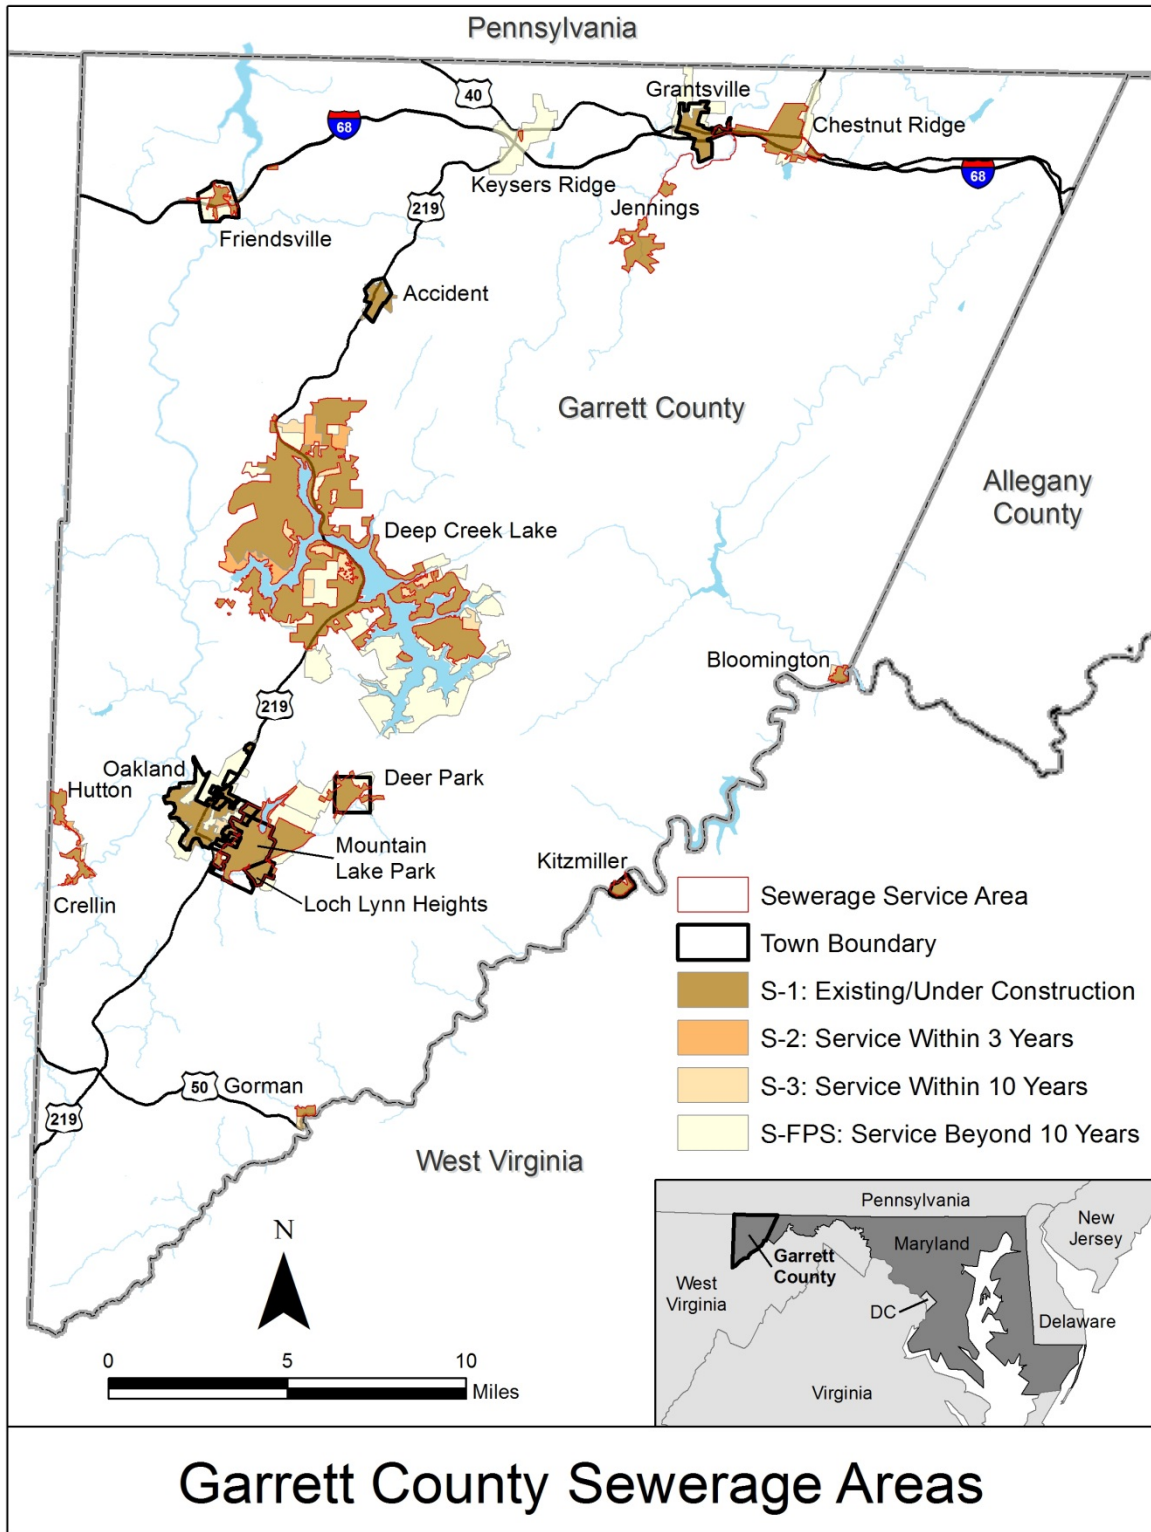 Pennsylvania
40
Grantsville
68
Chestnut Ridge
Keysers Ridge
68
219
Jennings
Friendsville
Accident
Garrett County
Allegany
County
Deep Creek Lake
Bloomington
219
Oakland
Hutton
Deer Park
Mountain
Lake Park
Kitzmiller
Loch Lynn Heights
Crellin
Sewerage Service Area
Town Boundary
S-1: Existing/Under Construction
S-2: Service Within 3 Years
S-3: Service Within 10 Years
S-FPS: Service Beyond 10 Years
50
Gorman
219
West Virginia
N
0
5
10
Miles
Pennsylvania
New
Jersey
Maryland
Garrett
County
West
Virginia
DC
Delaware
Virginia
Garrett County Sewerage Areas